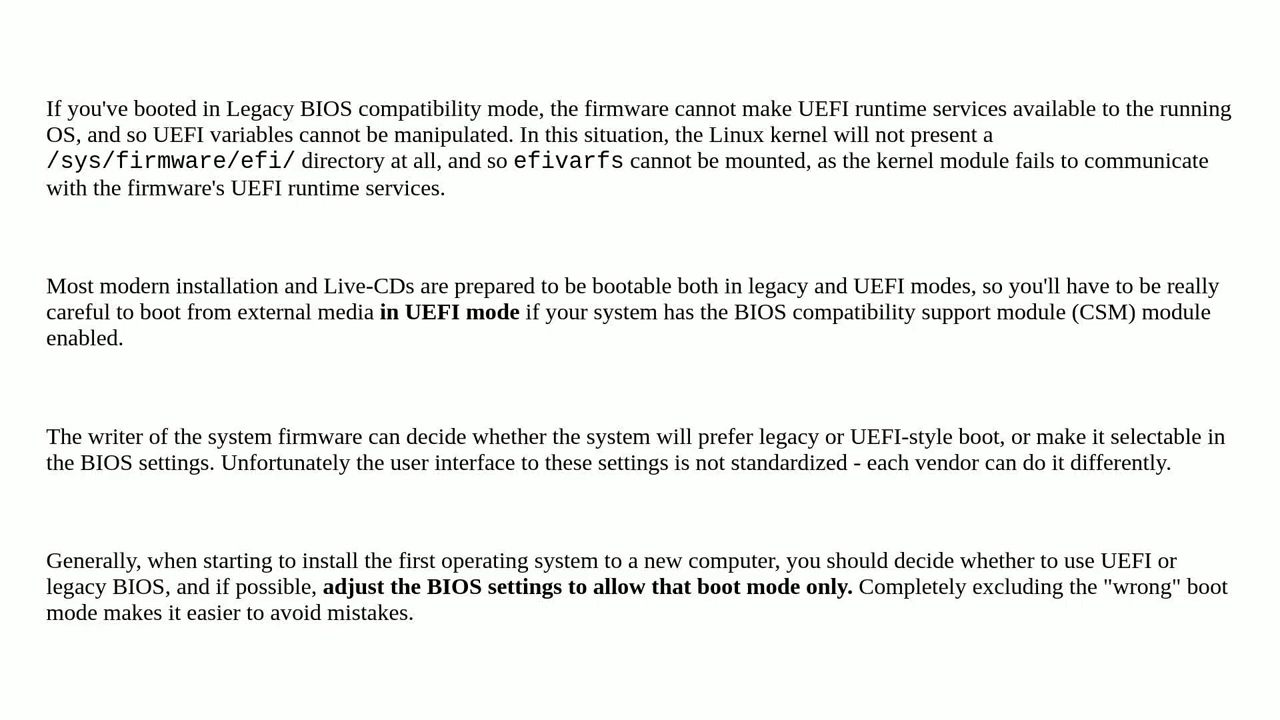 If you've booted in Legacy BIOS compatibility mode, the firmware cannot make UEFI runtime services available to the running
OS, and so UEFI variables cannot be manipulated. In this situation, the Linux kernel will not present a
/sys/firmware/efi/ directory at all, and so efivarfs cannot be mounted, as the kernel module fails to communicate
with the firmware's UEFI runtime services.
Most modern installation and Live-CDs are prepared to be bootable both in legacy and UEFI modes, so you'll have to be really
careful to boot from external media in UEFI mode if your system has the BIOS compatibility support module (CSM) module
enabled.
The writer of the system firmware can decide whether the system will prefer legacy or UEFI-style boot, or make it selectable in
the BIOS settings. Unfortunately the user interface to these settings is not standardized - each vendor can do it differently.
Generally, when starting to install the first operating system to a new computer, you should decide whether to use UEFI or
legacy BIOS, and if possible, adjust the BIOS settings to allow that boot mode only. Completely excluding the "wrong" boot
mode makes it easier to avoid mistakes.